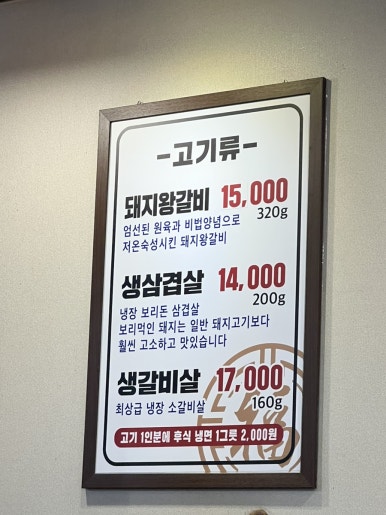 -고기류-
돼지왕갈비 15,000
320g
엄선된 원육과 비법양념으로
저온숙성시킨 돼지왕갈비
생삼겹살 14,000
200g
냉장 보리돈 삼겹살
보리먹인 돼지는 일반 돼지고기보다
훨씬 고소하고 맛있습니다
생갈비살 17,000
160g
최상급 냉장 소갈비살
고기 1인분에 후식 냉면 1그릇 2,000원